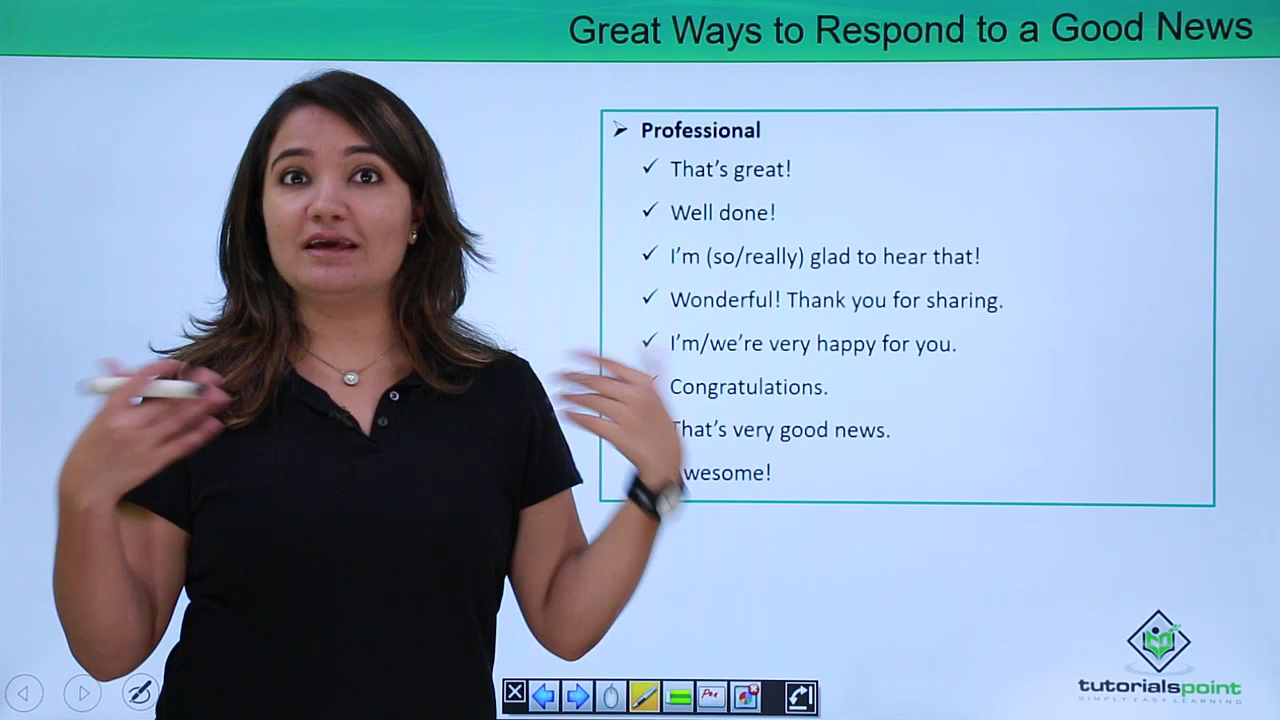 Great Ways to Respond to a Good News
Professional
That's great!
Well done!
I'm (so/really) glad to hear that!
Wonderful! Thank you for sharing.
I'm/we're very happy for you.
Congratulations.
That's very good news.
wesome!
Pen
tutorialspoint
SIMPLY EASY LEARNING